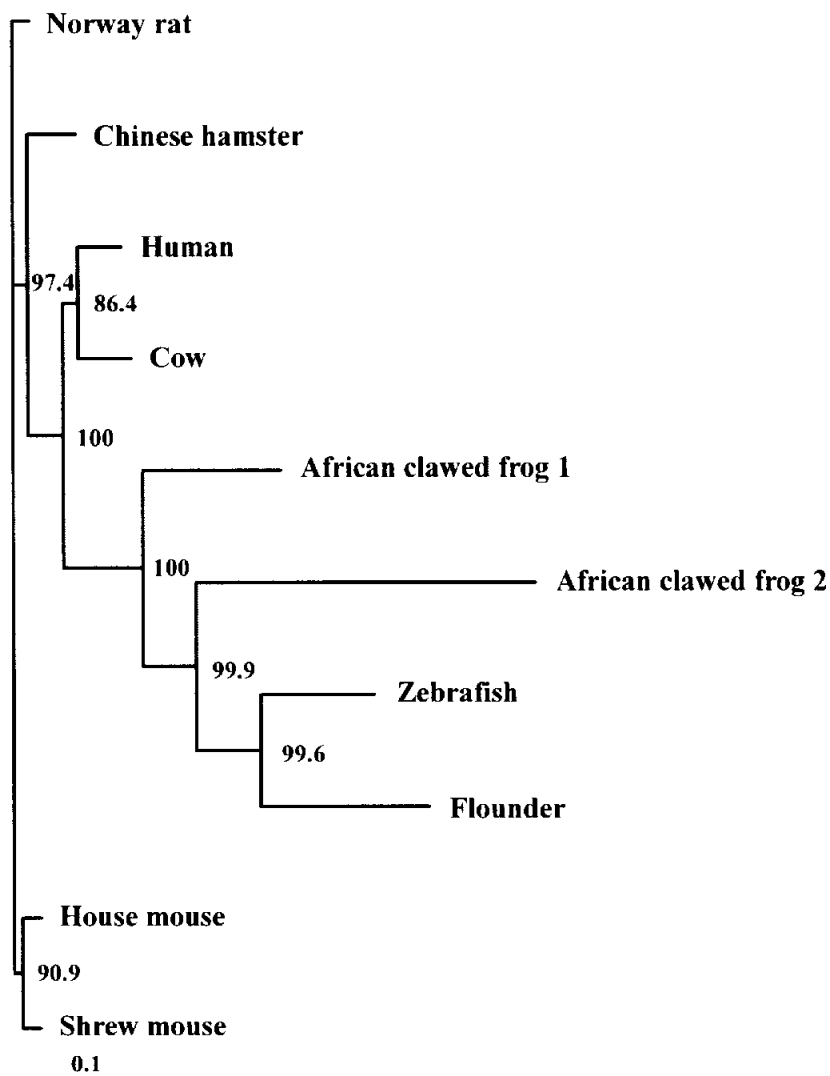 Norway rat
Chinese hamster
Human
97.4
86.4
Cow
100
African clawed frog 1
100
African clawed frog 2
99.9
Zebrafish
99.6
Flounder
House mouse
90.9
Shrew mouse
0.1